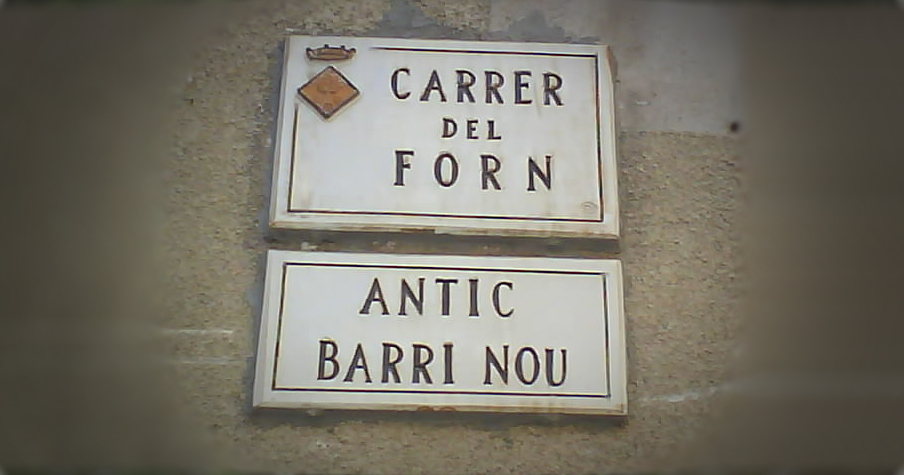 CARRER
DEL
FORN
ANTIC
BARRI NOU